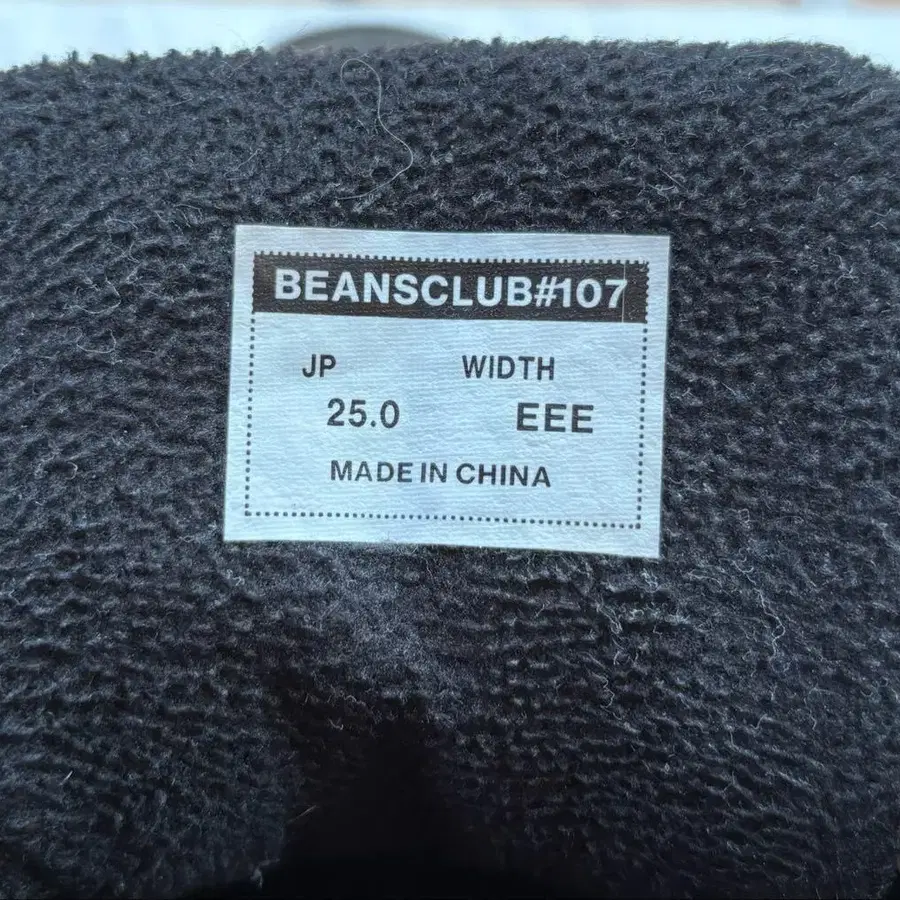 BEANSCLUB#107
JP WIDTH
25.0 EEE
MADE IN CHINA